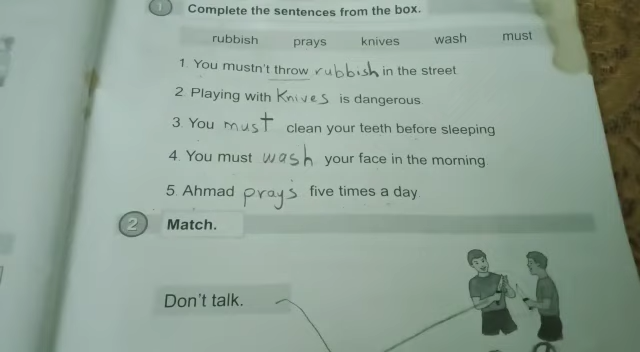 1 Complete the sentences from the box.
rubbish prays knives wash must
1. You mustn't throw rubbish in the street.
2. Playing with Knives is dangerous.
3. You must clean your teeth before sleeping
4. You must wash your face in the morning.
5. Ahmad prays five times a day.
2 Match.
Don't talk.